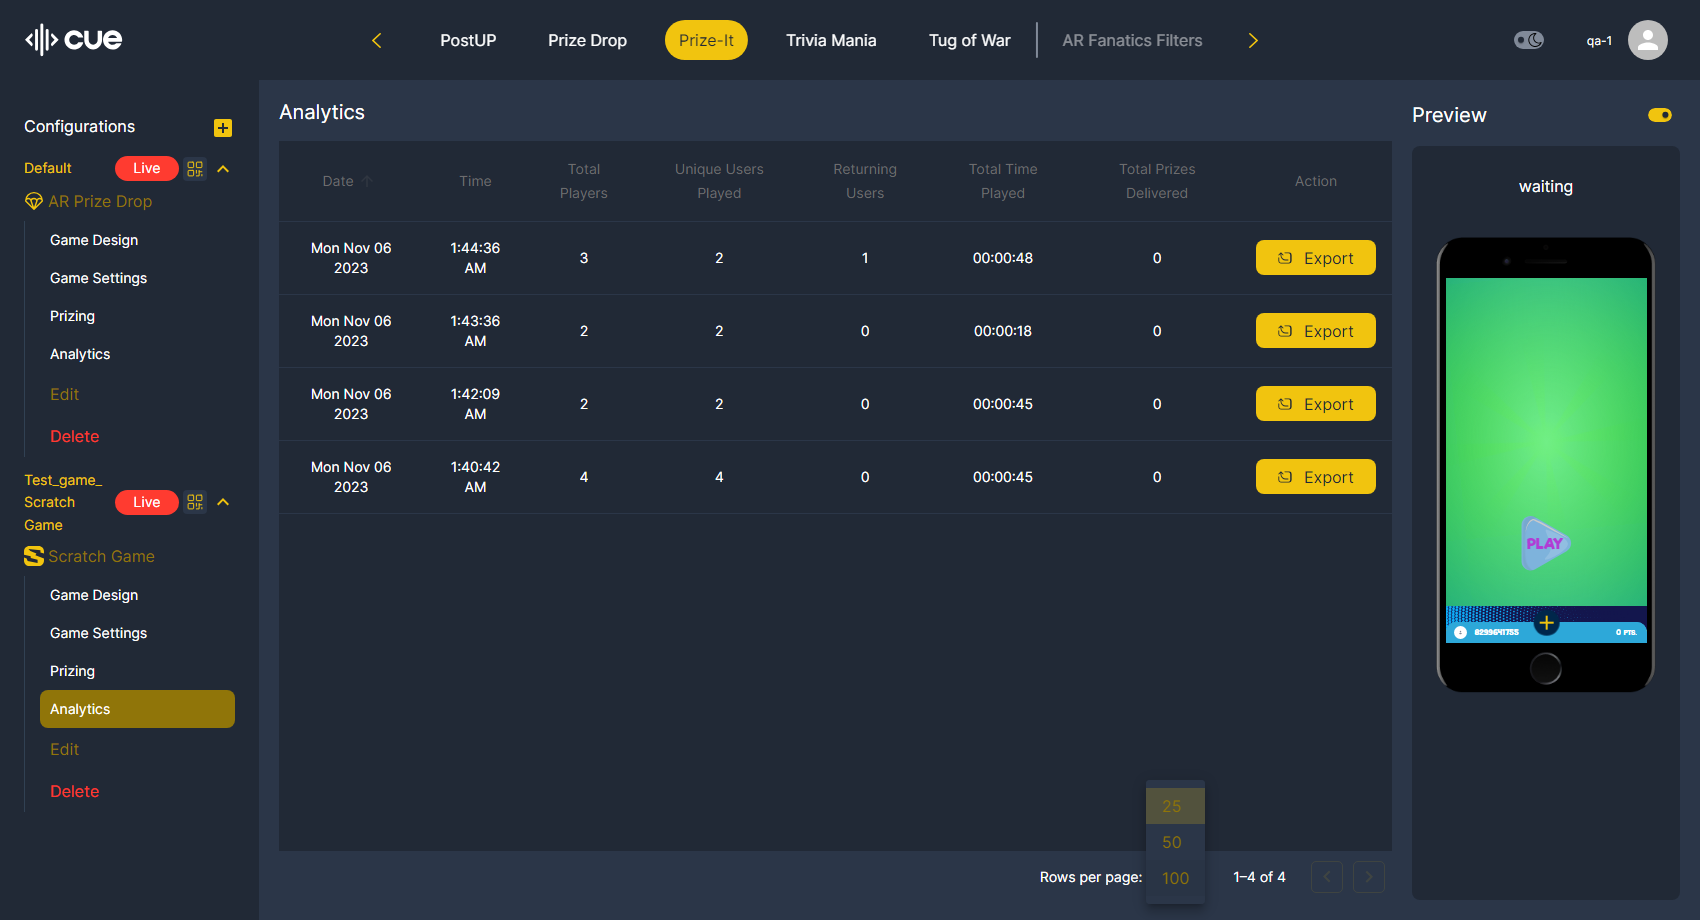 cue
PostUP
Prize Drop
Prize-It
Trivia Mania
Tug of War
AR Fanatics Filters
qa-1
Configurations
Default
Live
AR Prize Drop
Game Design
Game Settings
Prizing
Analytics
Edit
Delete
Test_game_
Scratch
Game
Live
Scratch Game
Game Design
Game Settings
Prizing
Analytics
Edit
Delete
Analytics
Date
Time
Total
Players
Unique Users
Played
Returning
Users
Total Time
Played
Total Prizes
Delivered
Action
Mon Nov 06
2023
1:44:36
AM
3
2
1
00:00:48
0
Export
Mon Nov 06
2023
1:43:36
AM
2
2
0
00:00:18
0
Export
Mon Nov 06
2023
1:42:09
AM
2
2
0
00:00:45
0
Export
Mon Nov 06
2023
1:40:42
AM
4
4
0
00:00:45
0
Export
25
50
100
Rows per page:
1–4 of 4
Preview
waiting
PLAY
0 PTS.